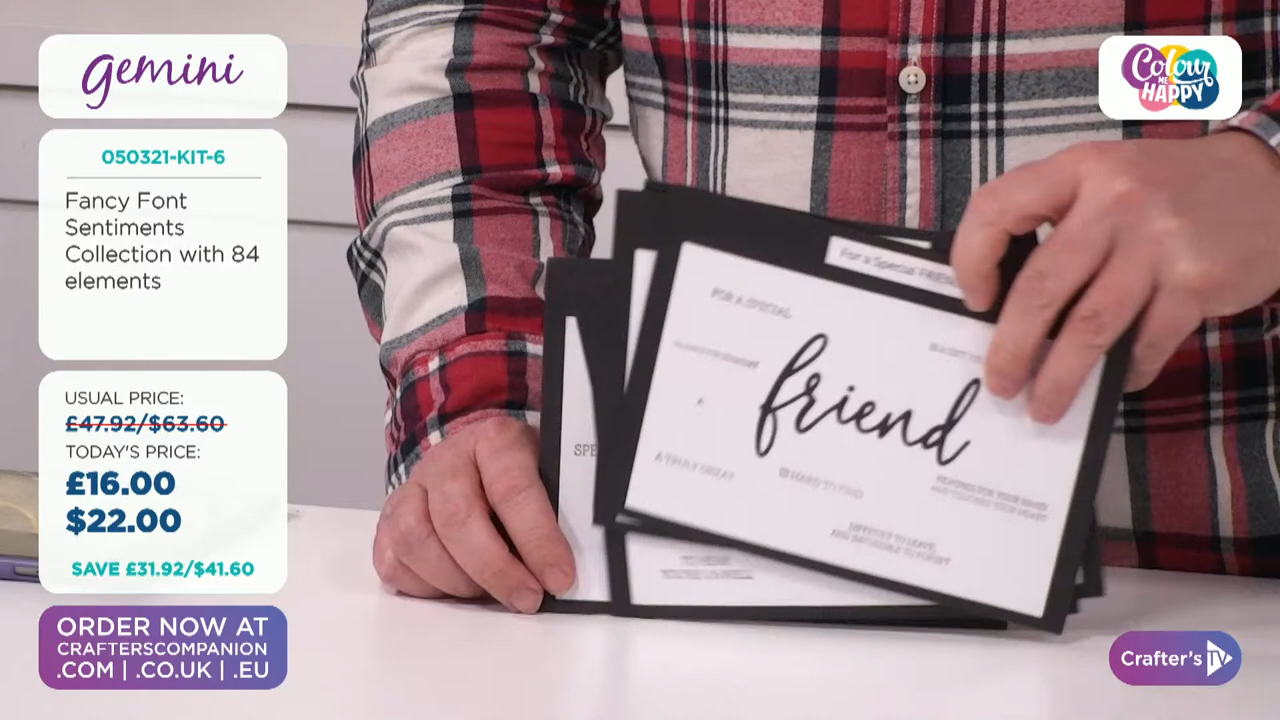 gemini
050321-KIT-6
Fancy Font
Sentiments
Collection with 84
elements
USUAL PRICE:
£47.92/$63.60
TODAY'S PRICE:
£16.00
$22.00
SAVE £31.92/$41.60
ORDER NOW AT
CRAFTERSCOMPANION
.COM | .CO.UK | .EU
Colour
ME
HAPPY
For a Special FRIEND
FOR A SPECIAL
friend
IS HARD TO FIND
A TRULY GREAT
DIFFICULT TO LEAVE
AND IMPOSSIBLE TO FORGET
SPE
Crafter's TV